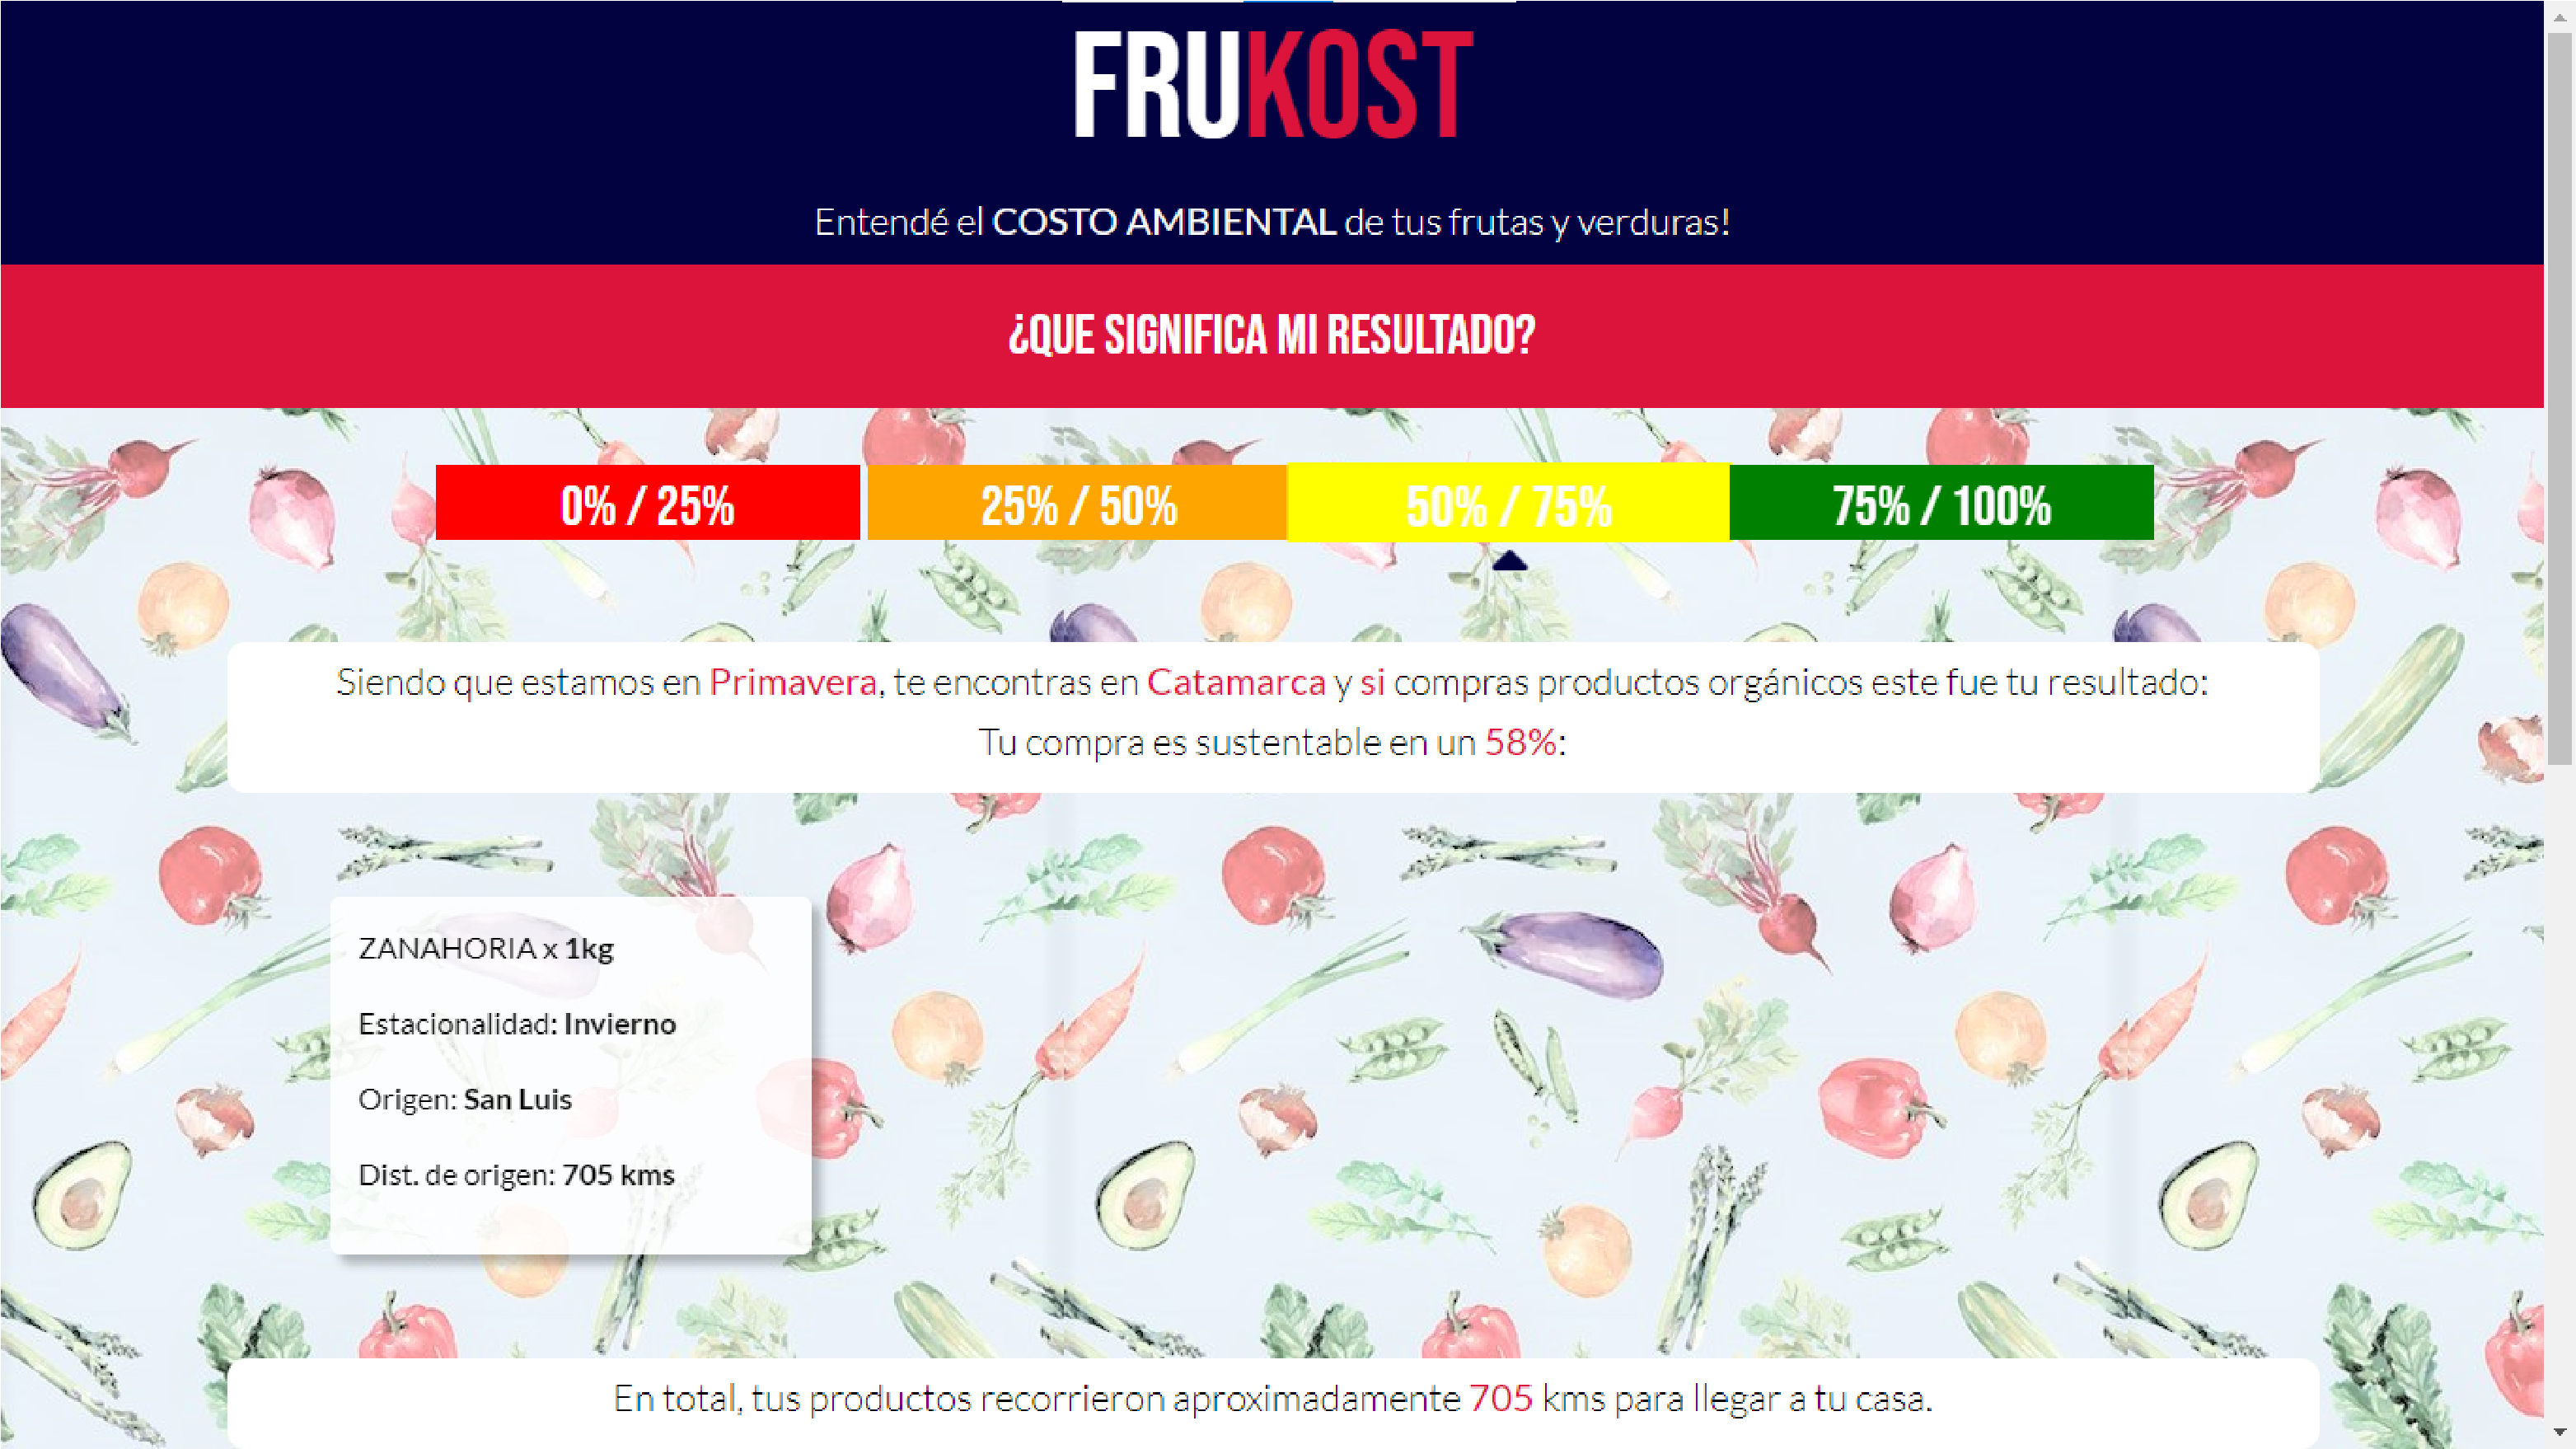 FRUKOST
Entendé el COSTO AMBIENTAL de tus frutas y verduras!
¿QUE SIGNIFICA MI RESULTADO?
0% / 25%
25% / 50%
50% / 75%
75% / 100%
Siendo que estamos en Primavera, te encontras en Catamarca y si compras productos orgánicos este fue tu resultado:
Tu compra es sustentable en un 58%:
ZANAHORIA x 1kg
Estacionalidad: Invierno
Origen: San Luis
Dist. de origen: 705 kms
En total, tus productos recorrieron aproximadamente 705 kms para llegar a tu casa.